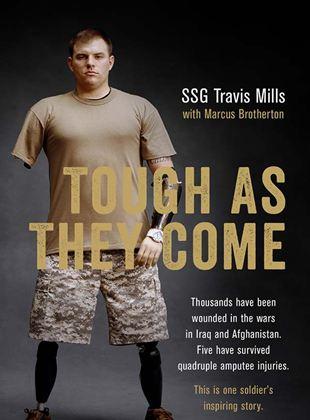 SSG Travis Mills
with Marcus Brotherton
TOUGH AS
THEY COME
Thousands have been
wounded in the wars
in Iraq and Afghanistan.
Five have survived
quadruple amputee injuries.
This is one soldier's
inspiring story.